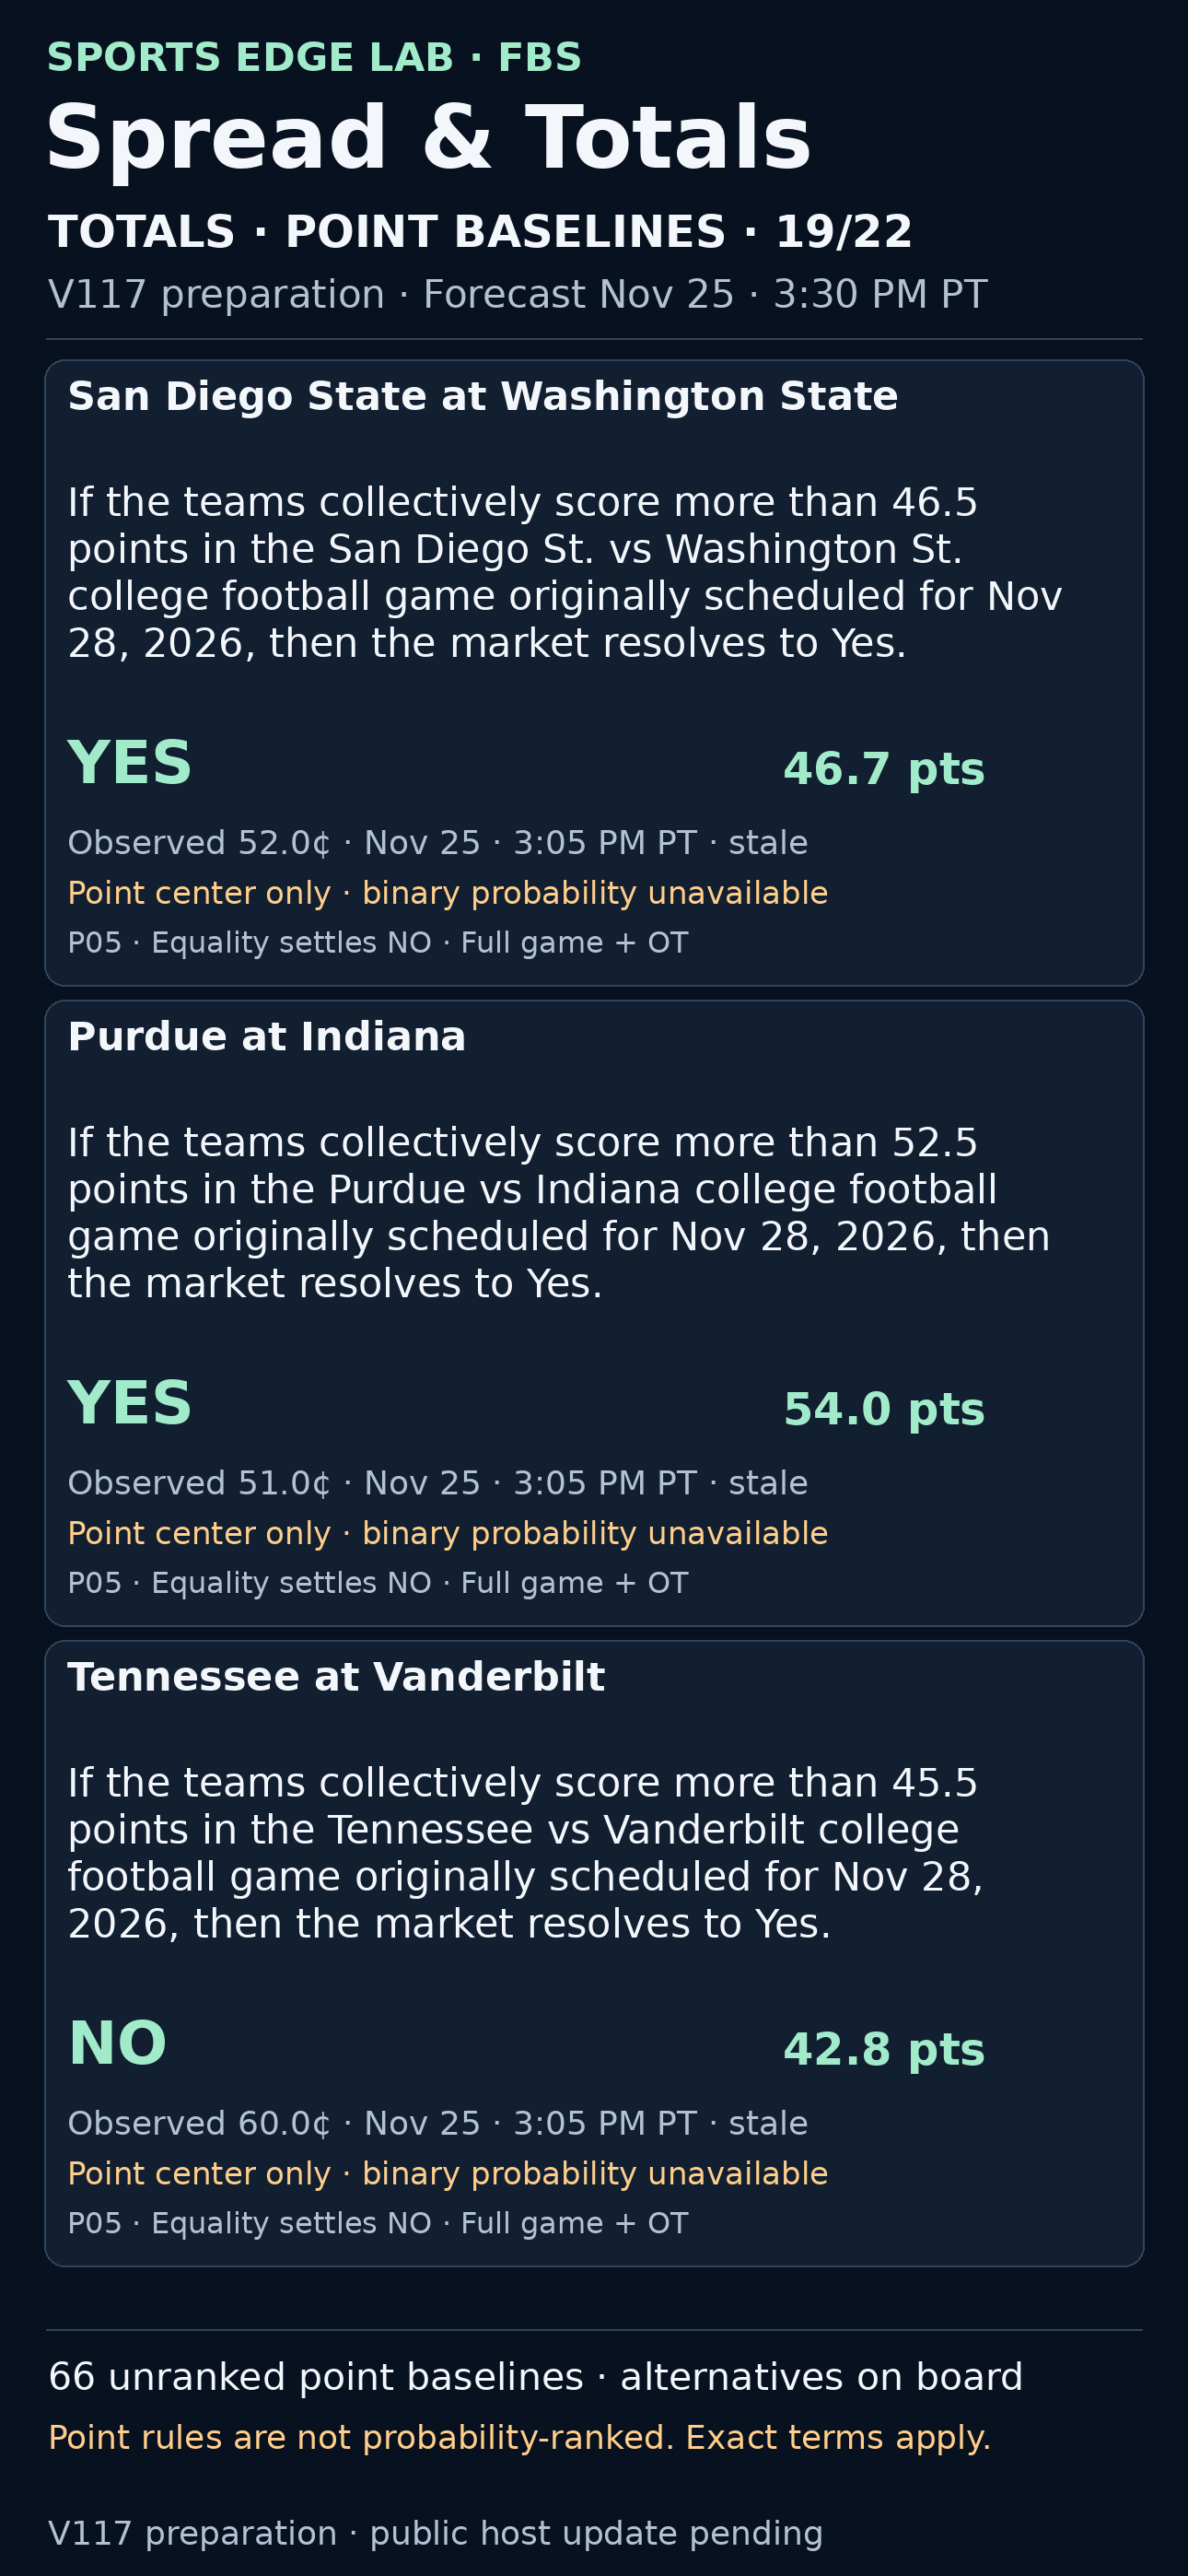 SPORTS EDGE LAB · FBS
Spread & Totals
TOTALS · POINT BASELINES · 19/22
V117 preparation · Forecast Nov 25 · 3:30 PM PT
San Diego State at Washington State
If the teams collectively score more than 46.5
points in the San Diego St. vs Washington St.
college football game originally scheduled for Nov
28, 2026, then the market resolves to Yes.
YES 46.7 pts
Observed 52.0¢ · Nov 25 · 3:05 PM PT · stale
Point center only · binary probability unavailable
P05 · Equality settles NO · Full game + OT
Purdue at Indiana
If the teams collectively score more than 52.5
points in the Purdue vs Indiana college football
game originally scheduled for Nov 28, 2026, then
the market resolves to Yes.
YES 54.0 pts
Observed 51.0¢ · Nov 25 · 3:05 PM PT · stale
Point center only · binary probability unavailable
P05 · Equality settles NO · Full game + OT
Tennessee at Vanderbilt
If the teams collectively score more than 45.5
points in the Tennessee vs Vanderbilt college
football game originally scheduled for Nov 28,
2026, then the market resolves to Yes.
NO 42.8 pts
Observed 60.0¢ · Nov 25 · 3:05 PM PT · stale
Point center only · binary probability unavailable
P05 · Equality settles NO · Full game + OT
66 unranked point baselines · alternatives on board
Point rules are not probability-ranked. Exact terms apply.
V117 preparation · public host update pending